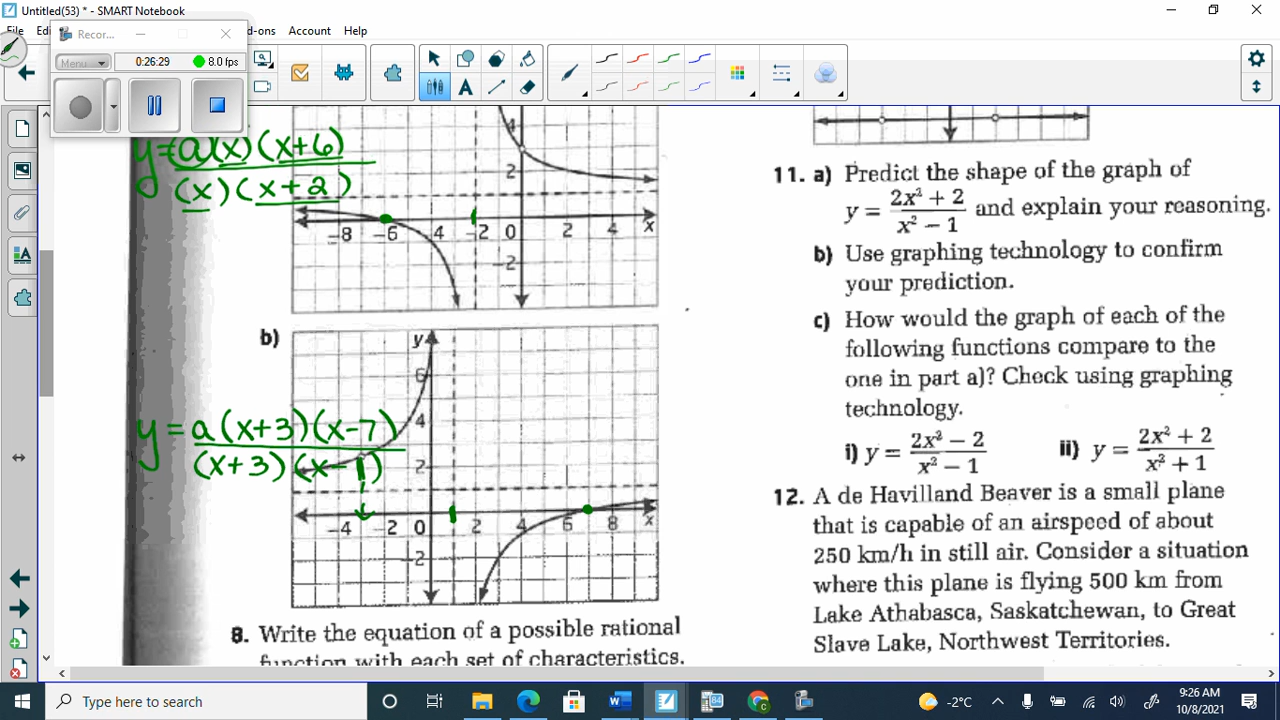 Untitled(53) * - SMART Notebook
File
d-ons
Account
Help
Recor...
Menu
0:26:29
8.0 fps
y=a(x)(x+6)
(x)(x+2)
4
2
-8 -6 4 -2 0 2 4 x
-2
b)
y
6
4
2
-4 -2 0 2 4 6 8 x
-2
y = a(x+3)(x-7)
(x+3)(x-1)
8. Write the equation of a possible rational
function with each set of characteristics.
11. a) Predict the shape of the graph of
y = 2x² + 2 / x² − 1 and explain your reasoning.
b) Use graphing technology to confirm
your prediction.
c) How would the graph of each of the
following functions compare to the
one in part a)? Check using graphing
technology.
i) y = 2x² − 2 / x² − 1 ii) y = 2x² + 2 / x² + 1
12. A de Havilland Beaver is a small plane
that is capable of an airspeed of about
250 km/h in still air. Consider a situation
where this plane is flying 500 km from
Lake Athabasca, Saskatchewan, to Great
Slave Lake, Northwest Territories.
Type here to search
-2°C
9:26 AM
10/8/2021